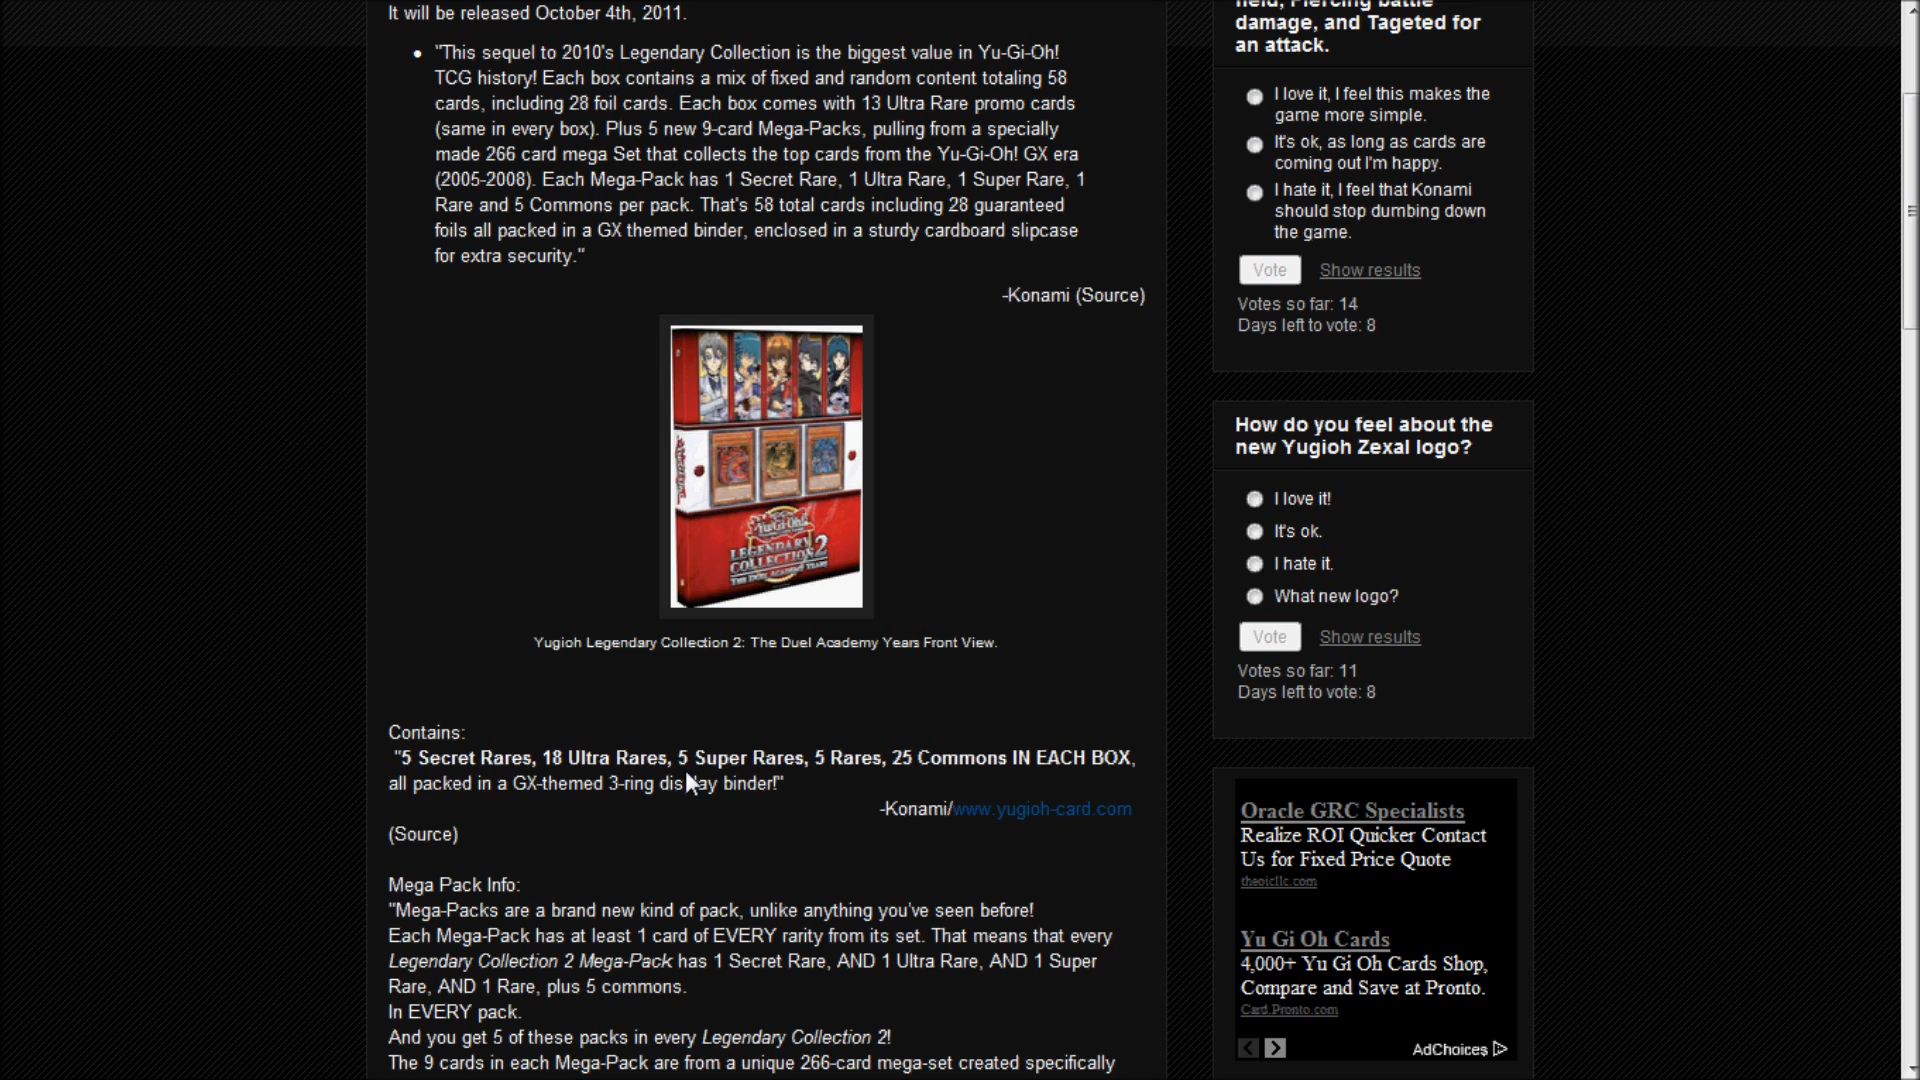 It will be released October 4th, 2011.
• "This sequel to 2010's Legendary Collection is the biggest value in Yu-Gi-Oh!
TCG history! Each box contains a mix of fixed and random content totaling 58
cards, including 28 foil cards. Each box comes with 13 Ultra Rare promo cards
(same in every box). Plus 5 new 9-card Mega-Packs, pulling from a specially
made 266 card mega Set that collects the top cards from the Yu-Gi-Oh! GX era
(2005-2008). Each Mega-Pack has 1 Secret Rare, 1 Ultra Rare, 1 Super Rare, 1
Rare and 5 Commons per pack. That's 58 total cards including 28 guaranteed
foils all packed in a GX themed binder, enclosed in a sturdy cardboard slipcase
for extra security."
-Konami (Source)
Yu-Gi-Oh!
LEGENDARY
COLLECTION 2
THE DUEL ACADEMY YEARS
Yugioh Legendary Collection 2: The Duel Academy Years Front View.
Contains:
"5 Secret Rares, 18 Ultra Rares, 5 Super Rares, 5 Rares, 25 Commons IN EACH BOX,
all packed in a GX-themed 3-ring display binder!"
-Konami/www.yugioh-card.com
(Source)
Mega Pack Info:
"Mega-Packs are a brand new kind of pack, unlike anything you've seen before!
Each Mega-Pack has at least 1 card of EVERY rarity from its set. That means that every
Legendary Collection 2 Mega-Pack has 1 Secret Rare, AND 1 Ultra Rare, AND 1 Super
Rare, AND 1 Rare, plus 5 commons.
In EVERY pack.
And you get 5 of these packs in every Legendary Collection 2!
The 9 cards in each Mega-Pack are from a unique 266-card mega-set created specifically
field, Piercing battle
damage, and Tageted for
an attack.
I love it, I feel this makes the
game more simple.
It's ok, as long as cards are
coming out I'm happy.
I hate it, I feel that Konami
should stop dumbing down
the game.
Vote Show results
Votes so far: 14
Days left to vote: 8
How do you feel about the
new Yugioh Zexal logo?
I love it!
It's ok.
I hate it.
What new logo?
Vote Show results
Votes so far: 11
Days left to vote: 8
Oracle GRC Specialists
Realize ROI Quicker Contact
Us for Fixed Price Quote
theoicllc.com
Yu Gi Oh Cards
4,000+ Yu Gi Oh Cards Shop,
Compare and Save at Pronto.
Card.Pronto.com
AdChoices